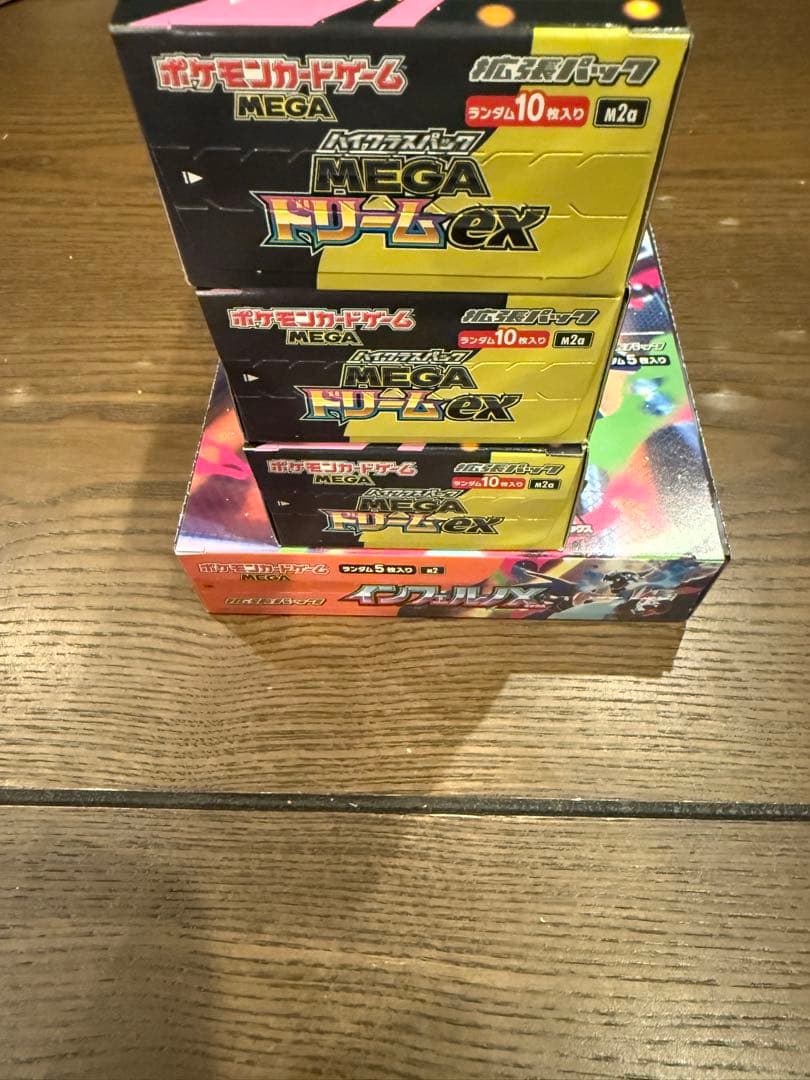 ポケモンカードゲーム
MEGA
拡張パック
ランダム10枚入り M2a
ハイクラスパック
MEGA
ドリームex
ポケモンカードゲーム
MEGA
拡張パック
ランダム10枚入り M2a
ハイクラスパック
MEGA
ドリームex
ポケモンカードゲーム
MEGA
拡張パック
ランダム10枚入り M2a
ハイクラスパック
MEGA
ドリームex
ム5枚入り
クス
ポケモンカードゲーム
MEGA
ランダム5枚入り M2
拡張パック
インフェルノX